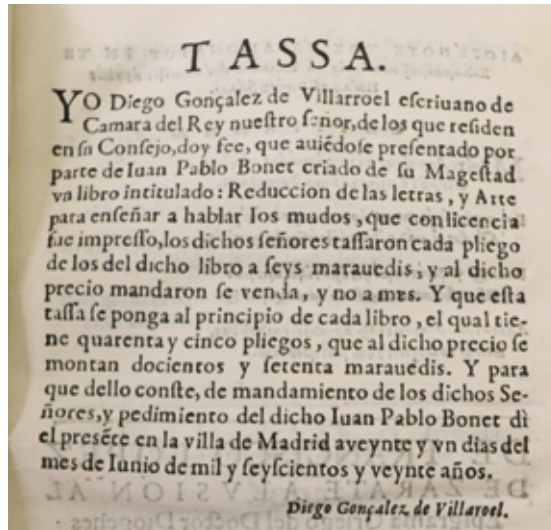 TASSA.
YO Diego Gonçalez de Villarroel eſcriuano de
Camara del Rey nueſtro ſeñor, de los que reſiden
en ſu Conſejo, doy fee, que auiẽdoſe preſentado por
parte de Iuan Pablo Bonet criado de ſu Mageſtad
vn libro intitulado: Reduccion de las letras, y Arte
para enſeñar a hablar los mudos, que con licencia
fue impreſſo, los dichos ſeñores taſſaron cada pliego
de los del dicho libro a ſeys marauedis, y al dicho
precio mandaron ſe venda, y no a mes. Y que eſta
taſſa ſe ponga al principio de cada libro, el qual tie-
ne quarenta y cinco pliegos, que al dicho precio ſe
montan docientos y ſetenta marauedis. Y para
que dello conſte, de mandamiento de los dichos Se-
ñores, y pedimiento del dicho Iuan Pablo Bonet di
el preſẽte en la villa de Madrid a veynte y vn dias del
mes de Iunio de mil y ſeyſcientos y veynte años.
Diego Gonçalez de Villaroel.